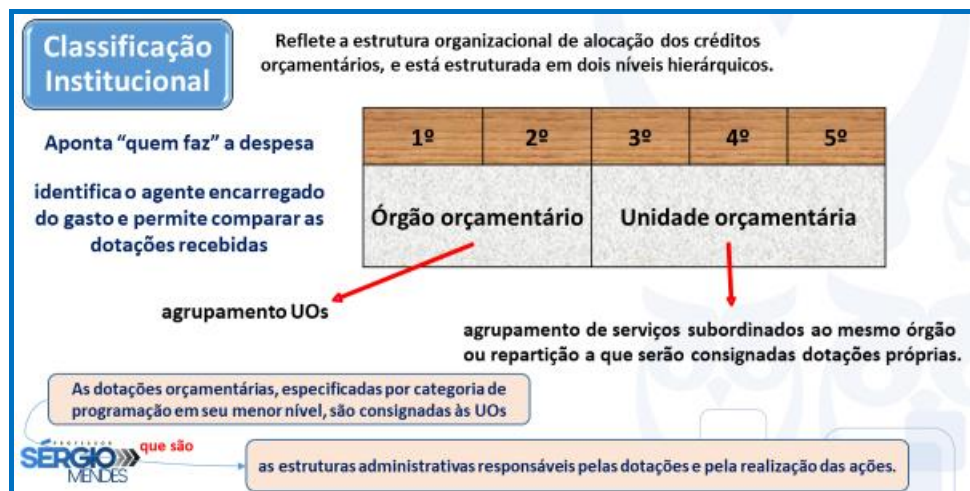 Classificação
Institucional
Reflete a estrutura organizacional de alocação dos créditos
orçamentários, e está estruturada em dois níveis hierárquicos.
Aponta “quem faz” a despesa
identifica o agente encarregado
do gasto e permite comparar as
dotações recebidas
1º 2º 3º 4º 5º
Órgão orçamentário Unidade orçamentária
agrupamento UOs
agrupamento de serviços subordinados ao mesmo órgão
ou repartição a que serão consignadas dotações próprias.
As dotações orçamentárias, especificadas por categoria de
programação em seu menor nível, são consignadas às UOs
que são
PROFESSOR
SÉRGIO
MENDES
as estruturas administrativas responsáveis pelas dotações e pela realização das ações.